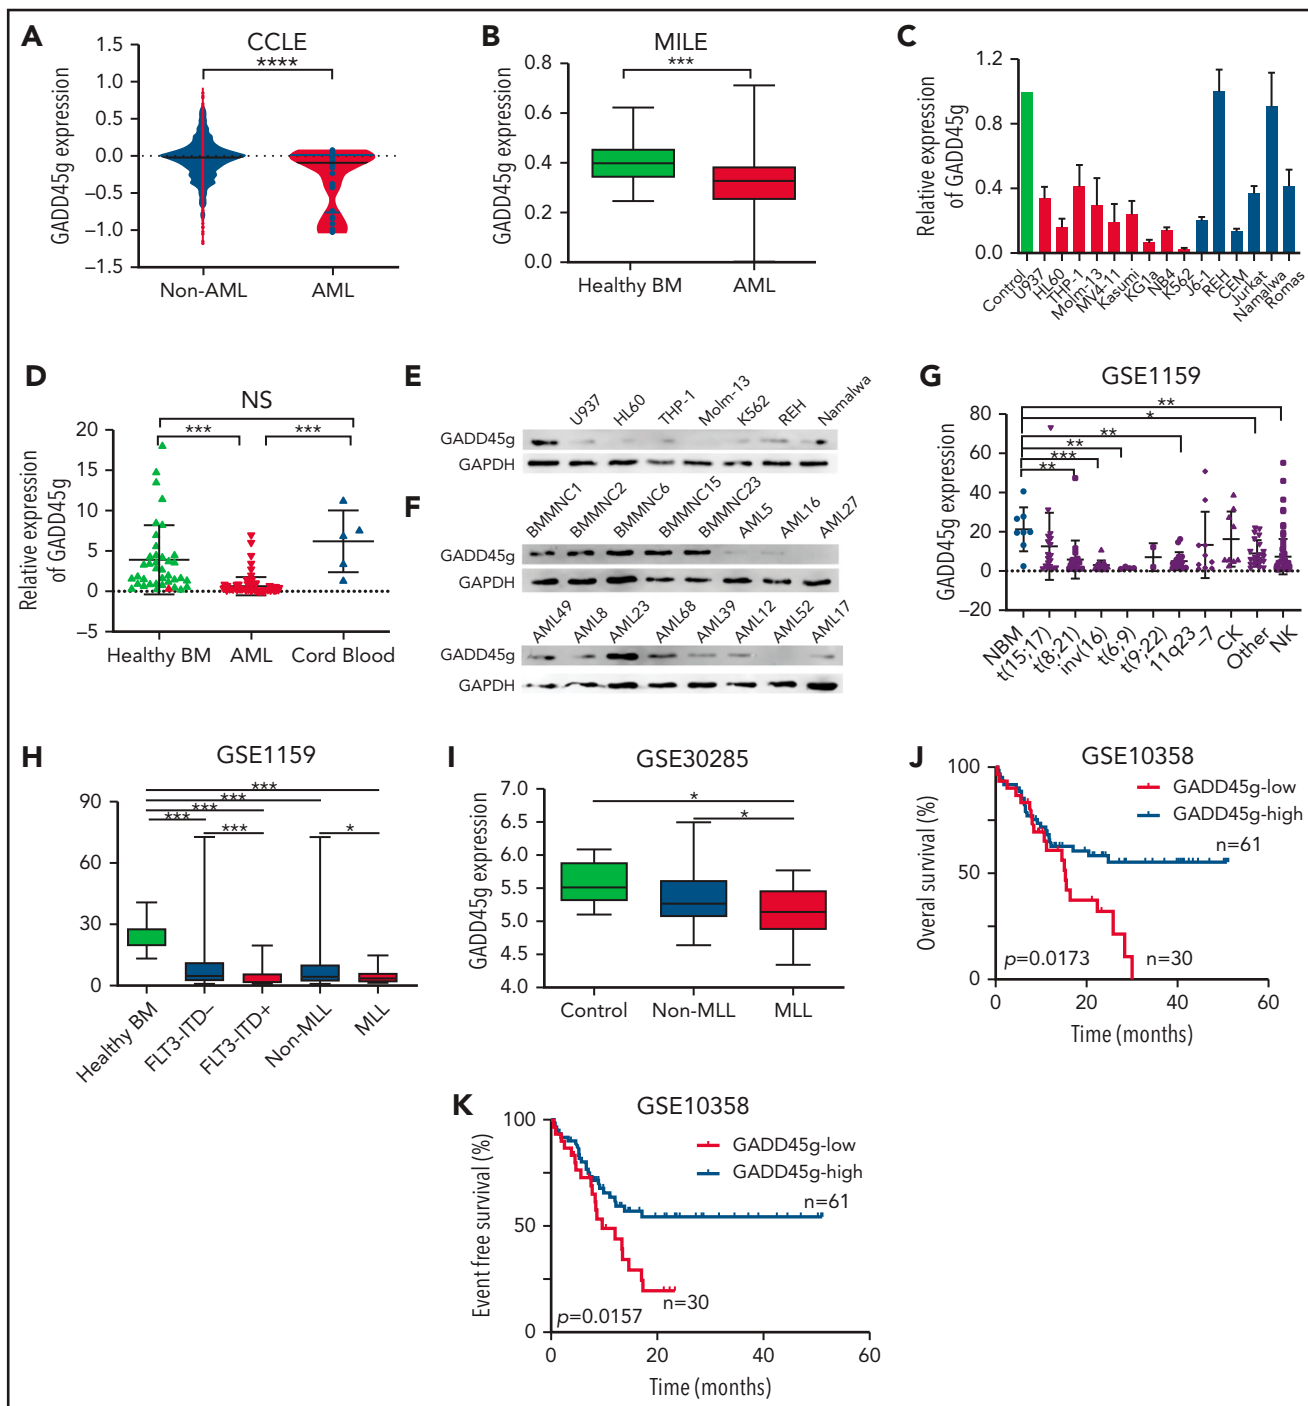 A
CCLE
****
GADD45g expression
1.5
1.0
0.5
0.0
−0.5
−1.0
−1.5
Non-AML
AML
B
MILE
***
GADD45g expression
0.8
0.6
0.4
0.2
0.0
Healthy BM
AML
C
Relative expression
of GADD45g
1.2
0.8
0.4
0.0
Control
U937
HL60
THP-1
Molm-13
MV4-11
Kasumi
KG1a
NB4
K562
J6-1
REH
CEM
Jurkat
Namalwa
Romas
D
NS
***
***
Relative expression
of GADD45g
20
15
10
5
0
−5
Healthy BM
AML
Cord Blood
E
U937
HL60
THP-1
Molm-13
K562
REH
Namalwa
GADD45g
GAPDH
F
BMMNC1
BMMNC2
BMMNC6
BMMNC15
BMMNC23
AML5
AML16
AML27
GADD45g
GAPDH
AML49
AML8
AML23
AML68
AML39
AML12
AML52
AML17
GADD45g
GAPDH
G
GSE1159
**
*
**
**
***
**
GADD45g expression
80
60
40
20
0
−20
NBM
t(15;17)
t(8;21)
inv(16)
t(6;9)
t(9;22)
11q23
−7
CK
Other
NK
H
GSE1159
***
***
***
***
***
*
90
60
30
0
Healthy BM
FLT3-ITD−
FLT3-ITD+
Non-MLL
MLL
I
GSE30285
*
*
GADD45g expression
7.0
6.5
6.0
5.5
5.0
4.5
4.0
Control
Non-MLL
MLL
J
GSE10358
Overal survival (%)
100
50
0
GADD45g-low
GADD45g-high
n=61
p=0.0173
n=30
0
20
40
60
Time (months)
K
GSE10358
Event free survival (%)
100
50
0
GADD45g-low
GADD45g-high
n=61
n=30
p=0.0157
0
20
40
60
Time (months)